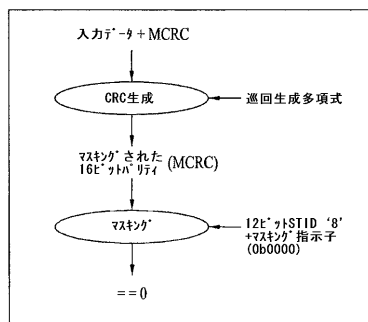 入力ﾃﾞｰﾀ + MCRC
CRC生成
巡回生成多項式
ﾏｽｷﾝｸﾞされた
16ﾋﾞｯﾄﾊﾟﾘﾃｨ (MCRC)
ﾏｽｷﾝｸﾞ
12ﾋﾞｯﾄSTID ‘8’
+ﾏｽｷﾝｸﾞ指示子
(0b0000)
==0